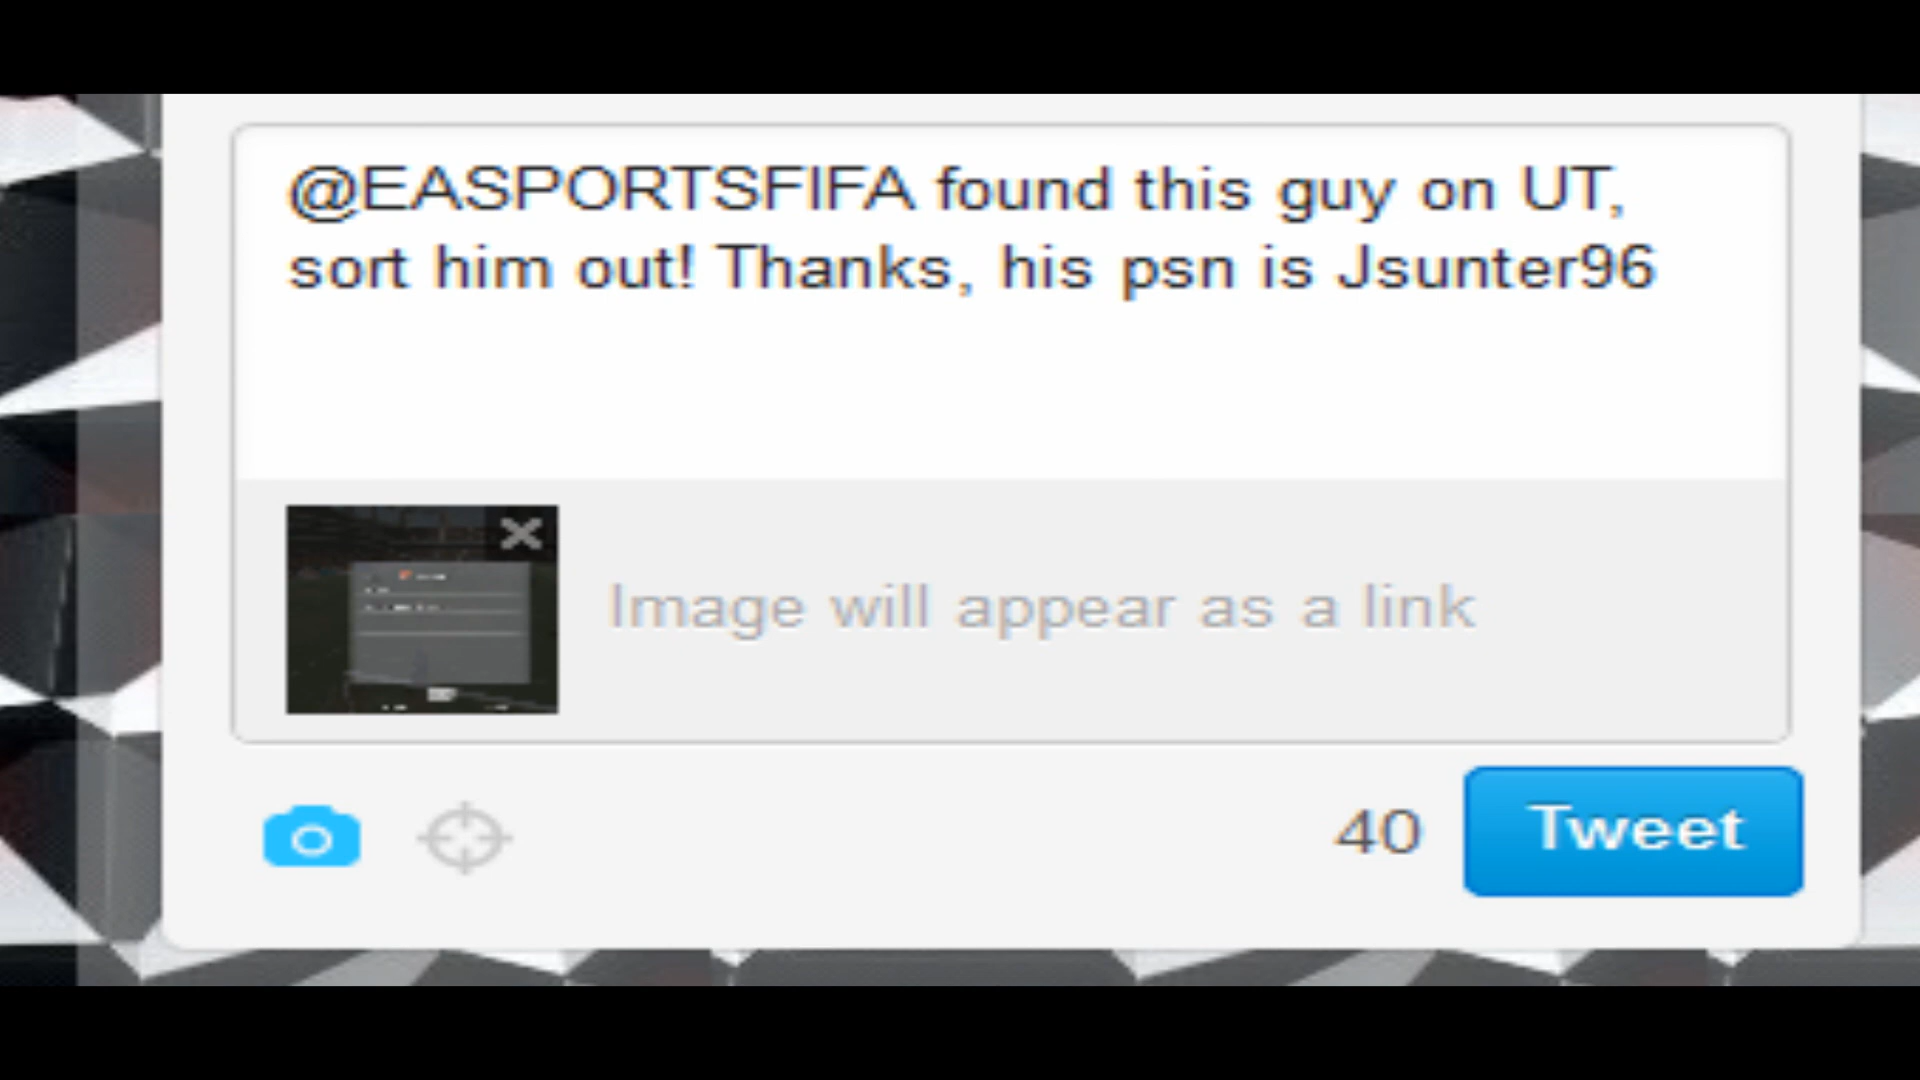 @EASPORTSFIFA found this guy on UT,
sort him out! Thanks, his psn is Jsunter96
Image will appear as a link
40
Tweet